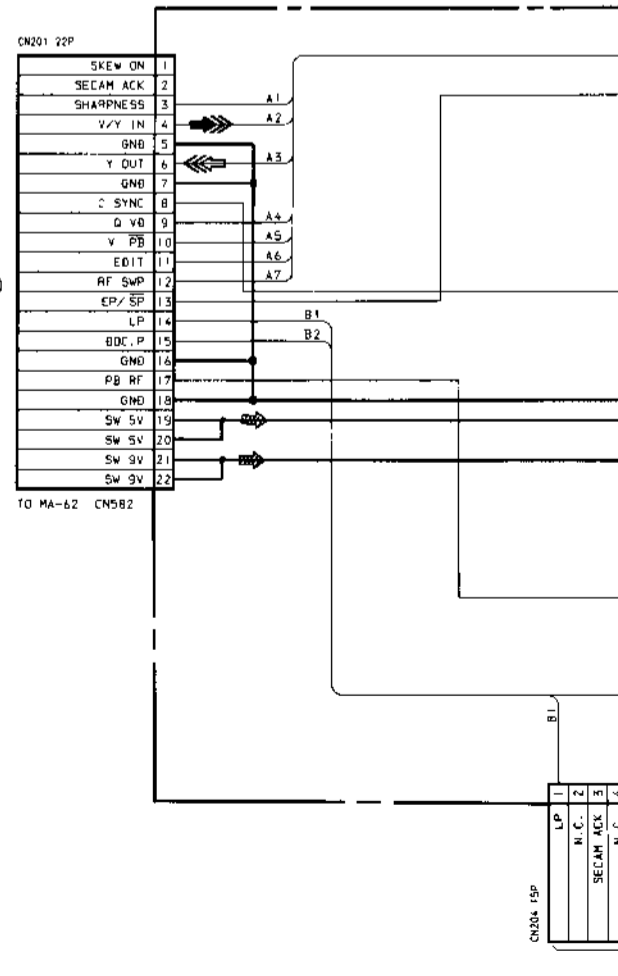 CN201 22P
SKEW ON 1
SECAM ACK 2
SHARPNESS 3 A1
V/Y IN 4 A2
GND 5
Y OUT 6 A3
GND 7
C SYNC 8
Q VD 9 A4
V P̅B̅ 10 A5
EDIT 11 A6
RF SWP 12 A7
EP/ S̅P̅ 13
LP 14 B1
DOC.P 15 B2
GND 16
PB RF 17
GND 18
SW 5V 19
SW 5V 20
SW 9V 21
SW 9V 22
TO MA-62 CN582
B1
1 LP
2 N.C.
3 SECAM ACK
4 N.C
CN204